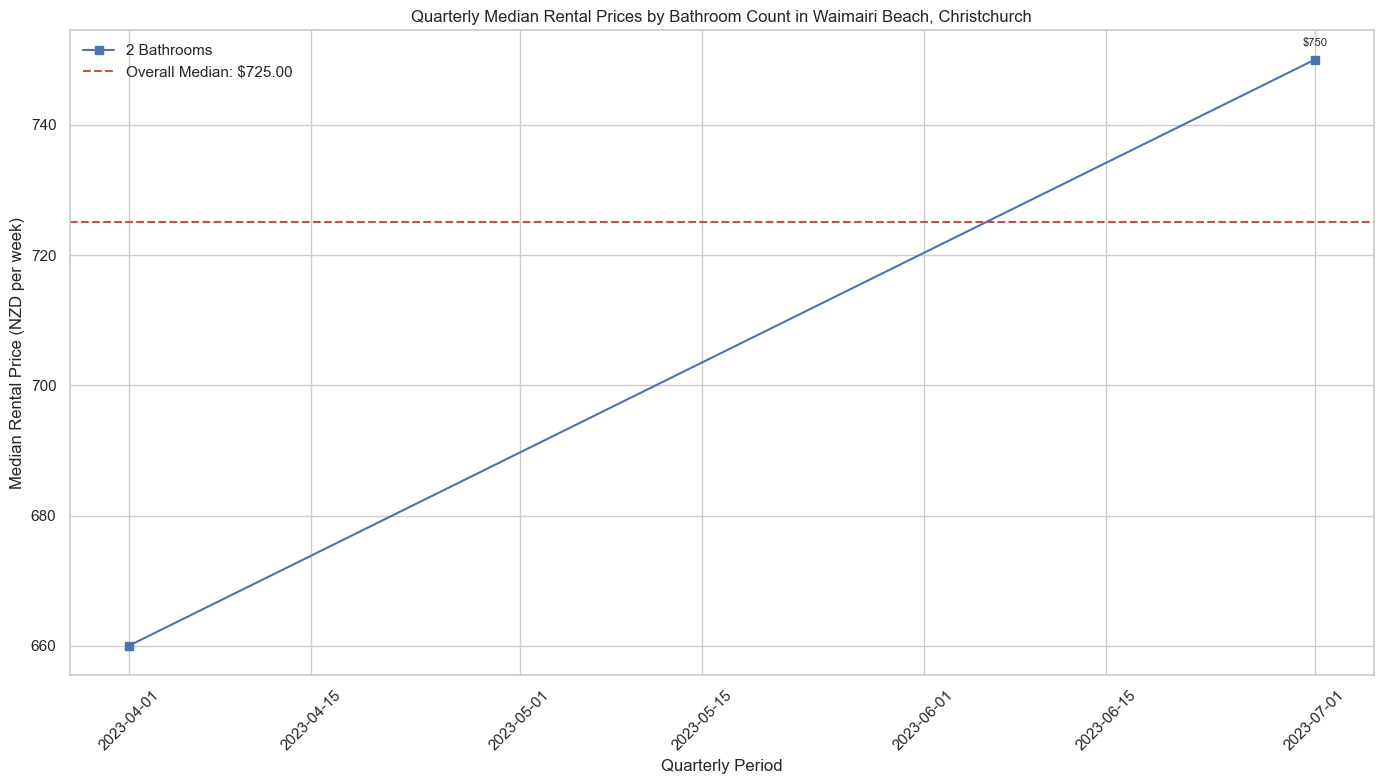 Quarterly Median Rental Prices by Bathroom Count in Waimairi Beach, Christchurch
2 Bathrooms
Overall Median: $725.00
$750
740
720
700
680
660
Median Rental Price (NZD per week)
2023-04-01
2023-04-15
2023-05-01
2023-05-15
2023-06-01
2023-06-15
2023-07-01
Quarterly Period